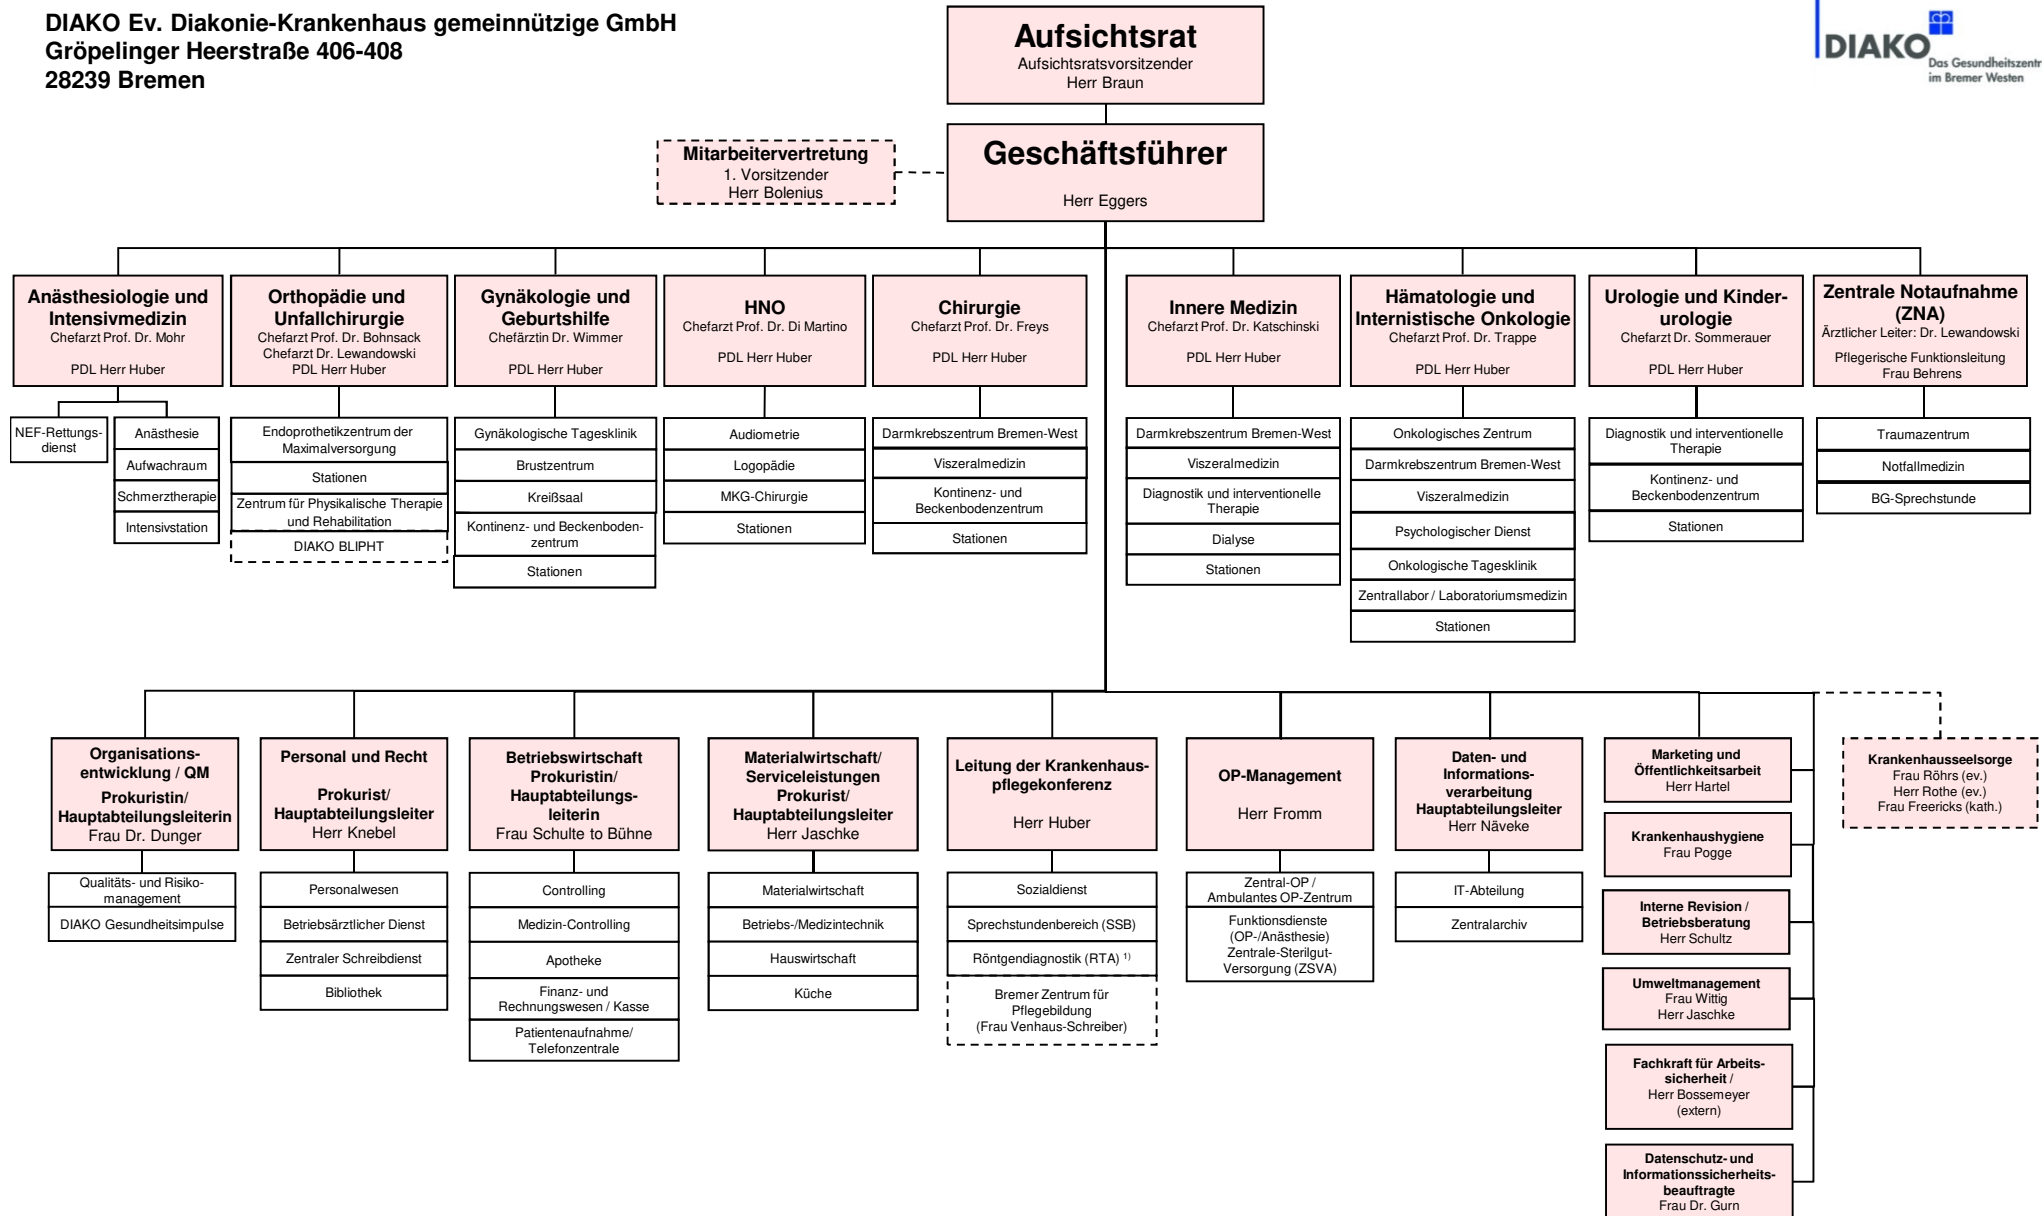 DIAKO Ev. Diakonie-Krankenhaus gemeinnützige GmbH
Gröpelinger Heerstraße 406-408
28239 Bremen
DIAKO
Das Gesundheitszentr
im Bremer Westen
Aufsichtsrat
Aufsichtsratsvorsitzender
Herr Braun
Mitarbeitervertretung
1. Vorsitzender
Herr Bolenius
Geschäftsführer
Herr Eggers
Anästhesiologie und
Intensivmedizin
Chefarzt Prof. Dr. Mohr
PDL Herr Huber
NEF-Rettungs-
dienst
Anästhesie
Aufwachraum
Schmerztherapie
Intensivstation
Orthopädie und
Unfallchirurgie
Chefarzt Prof. Dr. Bohnsack
Chefarzt Dr. Lewandowski
PDL Herr Huber
Endoprothetikzentrum der
Maximalversorgung
Stationen
Zentrum für Physikalische Therapie
und Rehabilitation
DIAKO BLIPHT
Gynäkologie und
Geburtshilfe
Chefärztin Dr. Wimmer
PDL Herr Huber
Gynäkologische Tagesklinik
Brustzentrum
Kreißsaal
Kontinenz- und Beckenboden-
zentrum
Stationen
HNO
Chefarzt Prof. Dr. Di Martino
PDL Herr Huber
Audiometrie
Logopädie
MKG-Chirurgie
Stationen
Chirurgie
Chefarzt Prof. Dr. Freys
PDL Herr Huber
Darmkrebszentrum Bremen-West
Viszeralmedizin
Kontinenz- und
Beckenbodenzentrum
Stationen
Innere Medizin
Chefarzt Prof. Dr. Katschinski
PDL Herr Huber
Darmkrebszentrum Bremen-West
Viszeralmedizin
Diagnostik und interventionelle
Therapie
Dialyse
Stationen
Hämatologie und
Internistische Onkologie
Chefarzt Prof. Dr. Trappe
PDL Herr Huber
Onkologisches Zentrum
Darmkrebszentrum Bremen-West
Viszeralmedizin
Psychologischer Dienst
Onkologische Tagesklinik
Zentrallabor / Laboratoriumsmedizin
Stationen
Urologie und Kinder-
urologie
Chefarzt Dr. Sommerauer
PDL Herr Huber
Diagnostik und interventionelle
Therapie
Kontinenz- und
Beckenbodenzentrum
Stationen
Zentrale Notaufnahme
(ZNA)
Ärztlicher Leiter: Dr. Lewandowski
Pflegerische Funktionsleitung
Frau Behrens
Traumazentrum
Notfallmedizin
BG-Sprechstunde
Organisations-
entwicklung / QM
Prokuristin/
Hauptabteilungsleiterin
Frau Dr. Dunger
Qualitäts- und Risiko-
management
DIAKO Gesundheitsimpulse
Personal und Recht
Prokurist/
Hauptabteilungsleiter
Herr Knebel
Personalwesen
Betriebsärztlicher Dienst
Zentraler Schreibdienst
Bibliothek
Betriebswirtschaft
Prokuristin/
Hauptabteilungs-
leiterin
Frau Schulte to Bühne
Controlling
Medizin-Controlling
Apotheke
Finanz- und
Rechnungswesen / Kasse
Patientenaufnahme/
Telefonzentrale
Materialwirtschaft/
Serviceleistungen
Prokurist/
Hauptabteilungsleiter
Herr Jaschke
Materialwirtschaft
Betriebs-/Medizintechnik
Hauswirtschaft
Küche
Leitung der Krankenhaus-
pflegekonferenz
Herr Huber
Sozialdienst
Sprechstundenbereich (SSB)
Röntgendiagnostik (RTA) 1)
Bremer Zentrum für
Pflegebildung
(Frau Venhaus-Schreiber)
OP-Management
Herr Fromm
Zentral-OP /
Ambulantes OP-Zentrum
Funktionsdienste
(OP-/Anästhesie)
Zentrale-Sterilgut-
Versorgung (ZSVA)
Daten- und
Informations-
verarbeitung
Hauptabteilungsleiter
Herr Näveke
IT-Abteilung
Zentralarchiv
Marketing und
Öffentlichkeitsarbeit
Herr Hartel
Krankenhaushygiene
Frau Pogge
Interne Revision /
Betriebsberatung
Herr Schultz
Umweltmanagement
Frau Wittig
Herr Jaschke
Fachkraft für Arbeits-
sicherheit /
Herr Bossemeyer
(extern)
Datenschutz- und
Informationssicherheits-
beauftragte
Frau Dr. Gurn
Krankenhausseelsorge
Frau Röhrs (ev.)
Herr Rothe (ev.)
Frau Freericks (kath.)